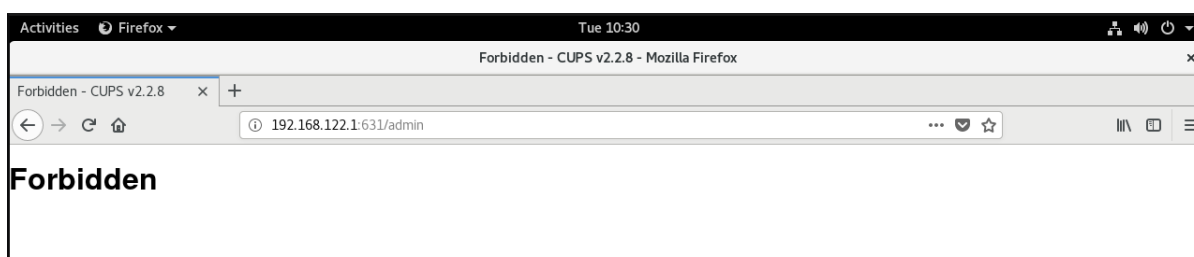 Activities Firefox Tue 10:30
Forbidden - CUPS v2.2.8 - Mozilla Firefox
Forbidden - CUPS v2.2.8
192.168.122.1:631/admin
Forbidden